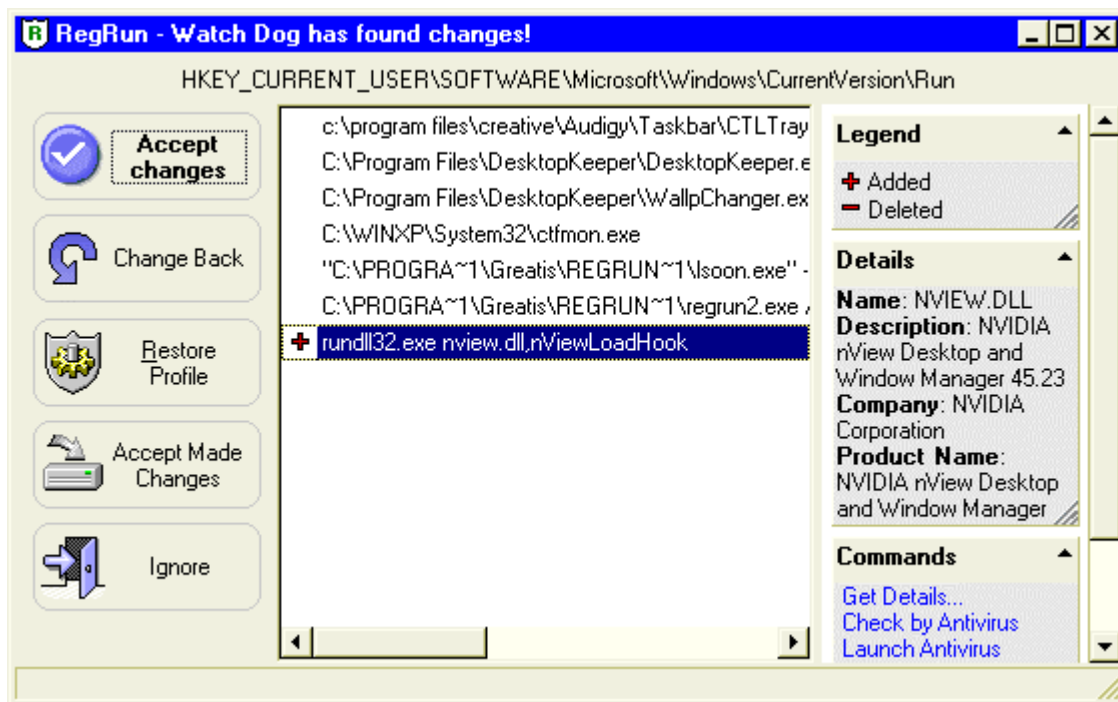 RegRun - Watch Dog has found changes!
HKEY_CURRENT_USER\SOFTWARE\Microsoft\Windows\CurrentVersion\Run
Accept
changes
Change Back
Restore
Profile
Accept Made
Changes
Ignore
c:\program files\creative\Audigy\Taskbar\CTLTray
C:\Program Files\DesktopKeeper\DesktopKeeper.e
C:\Program Files\DesktopKeeper\WallpChanger.ex
C:\WINXP\System32\ctfmon.exe
"C:\PROGRA~1\Greatis\REGRUN~1\lsoon.exe" -
C:\PROGRA~1\Greatis\REGRUN~1\regrun2.exe /
rundll32.exe nview.dll,nViewLoadHook
Legend
Added
Deleted
Details
Name: NVIEW.DLL
Description: NVIDIA
nView Desktop and
Window Manager 45.23
Company: NVIDIA
Corporation
Product Name:
NVIDIA nView Desktop
and Window Manager
Commands
Get Details...
Check by Antivirus
Launch Antivirus